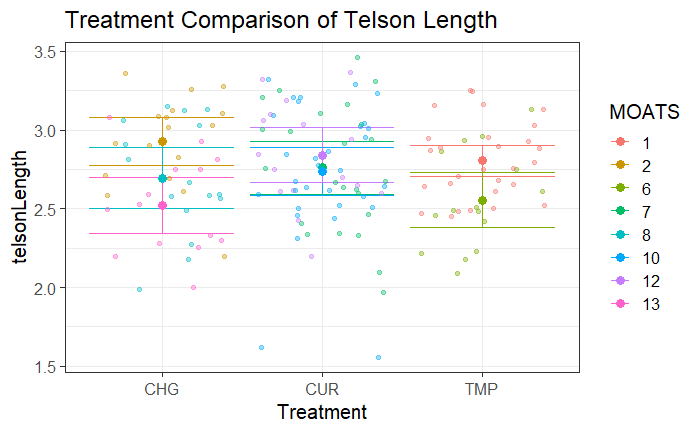 Treatment Comparison of Telson Length
telsonLength
3.5
3.0
2.5
2.0
1.5
CHG CUR TMP
Treatment
MOATS
1
2
6
7
8
10
12
13